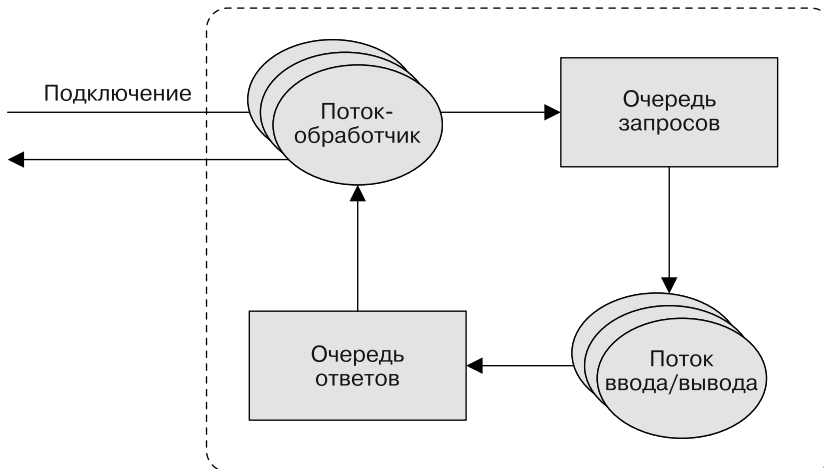 Подключение
Поток-
обработчик
Очередь
запросов
Очередь
ответов
Поток
ввода/вывода